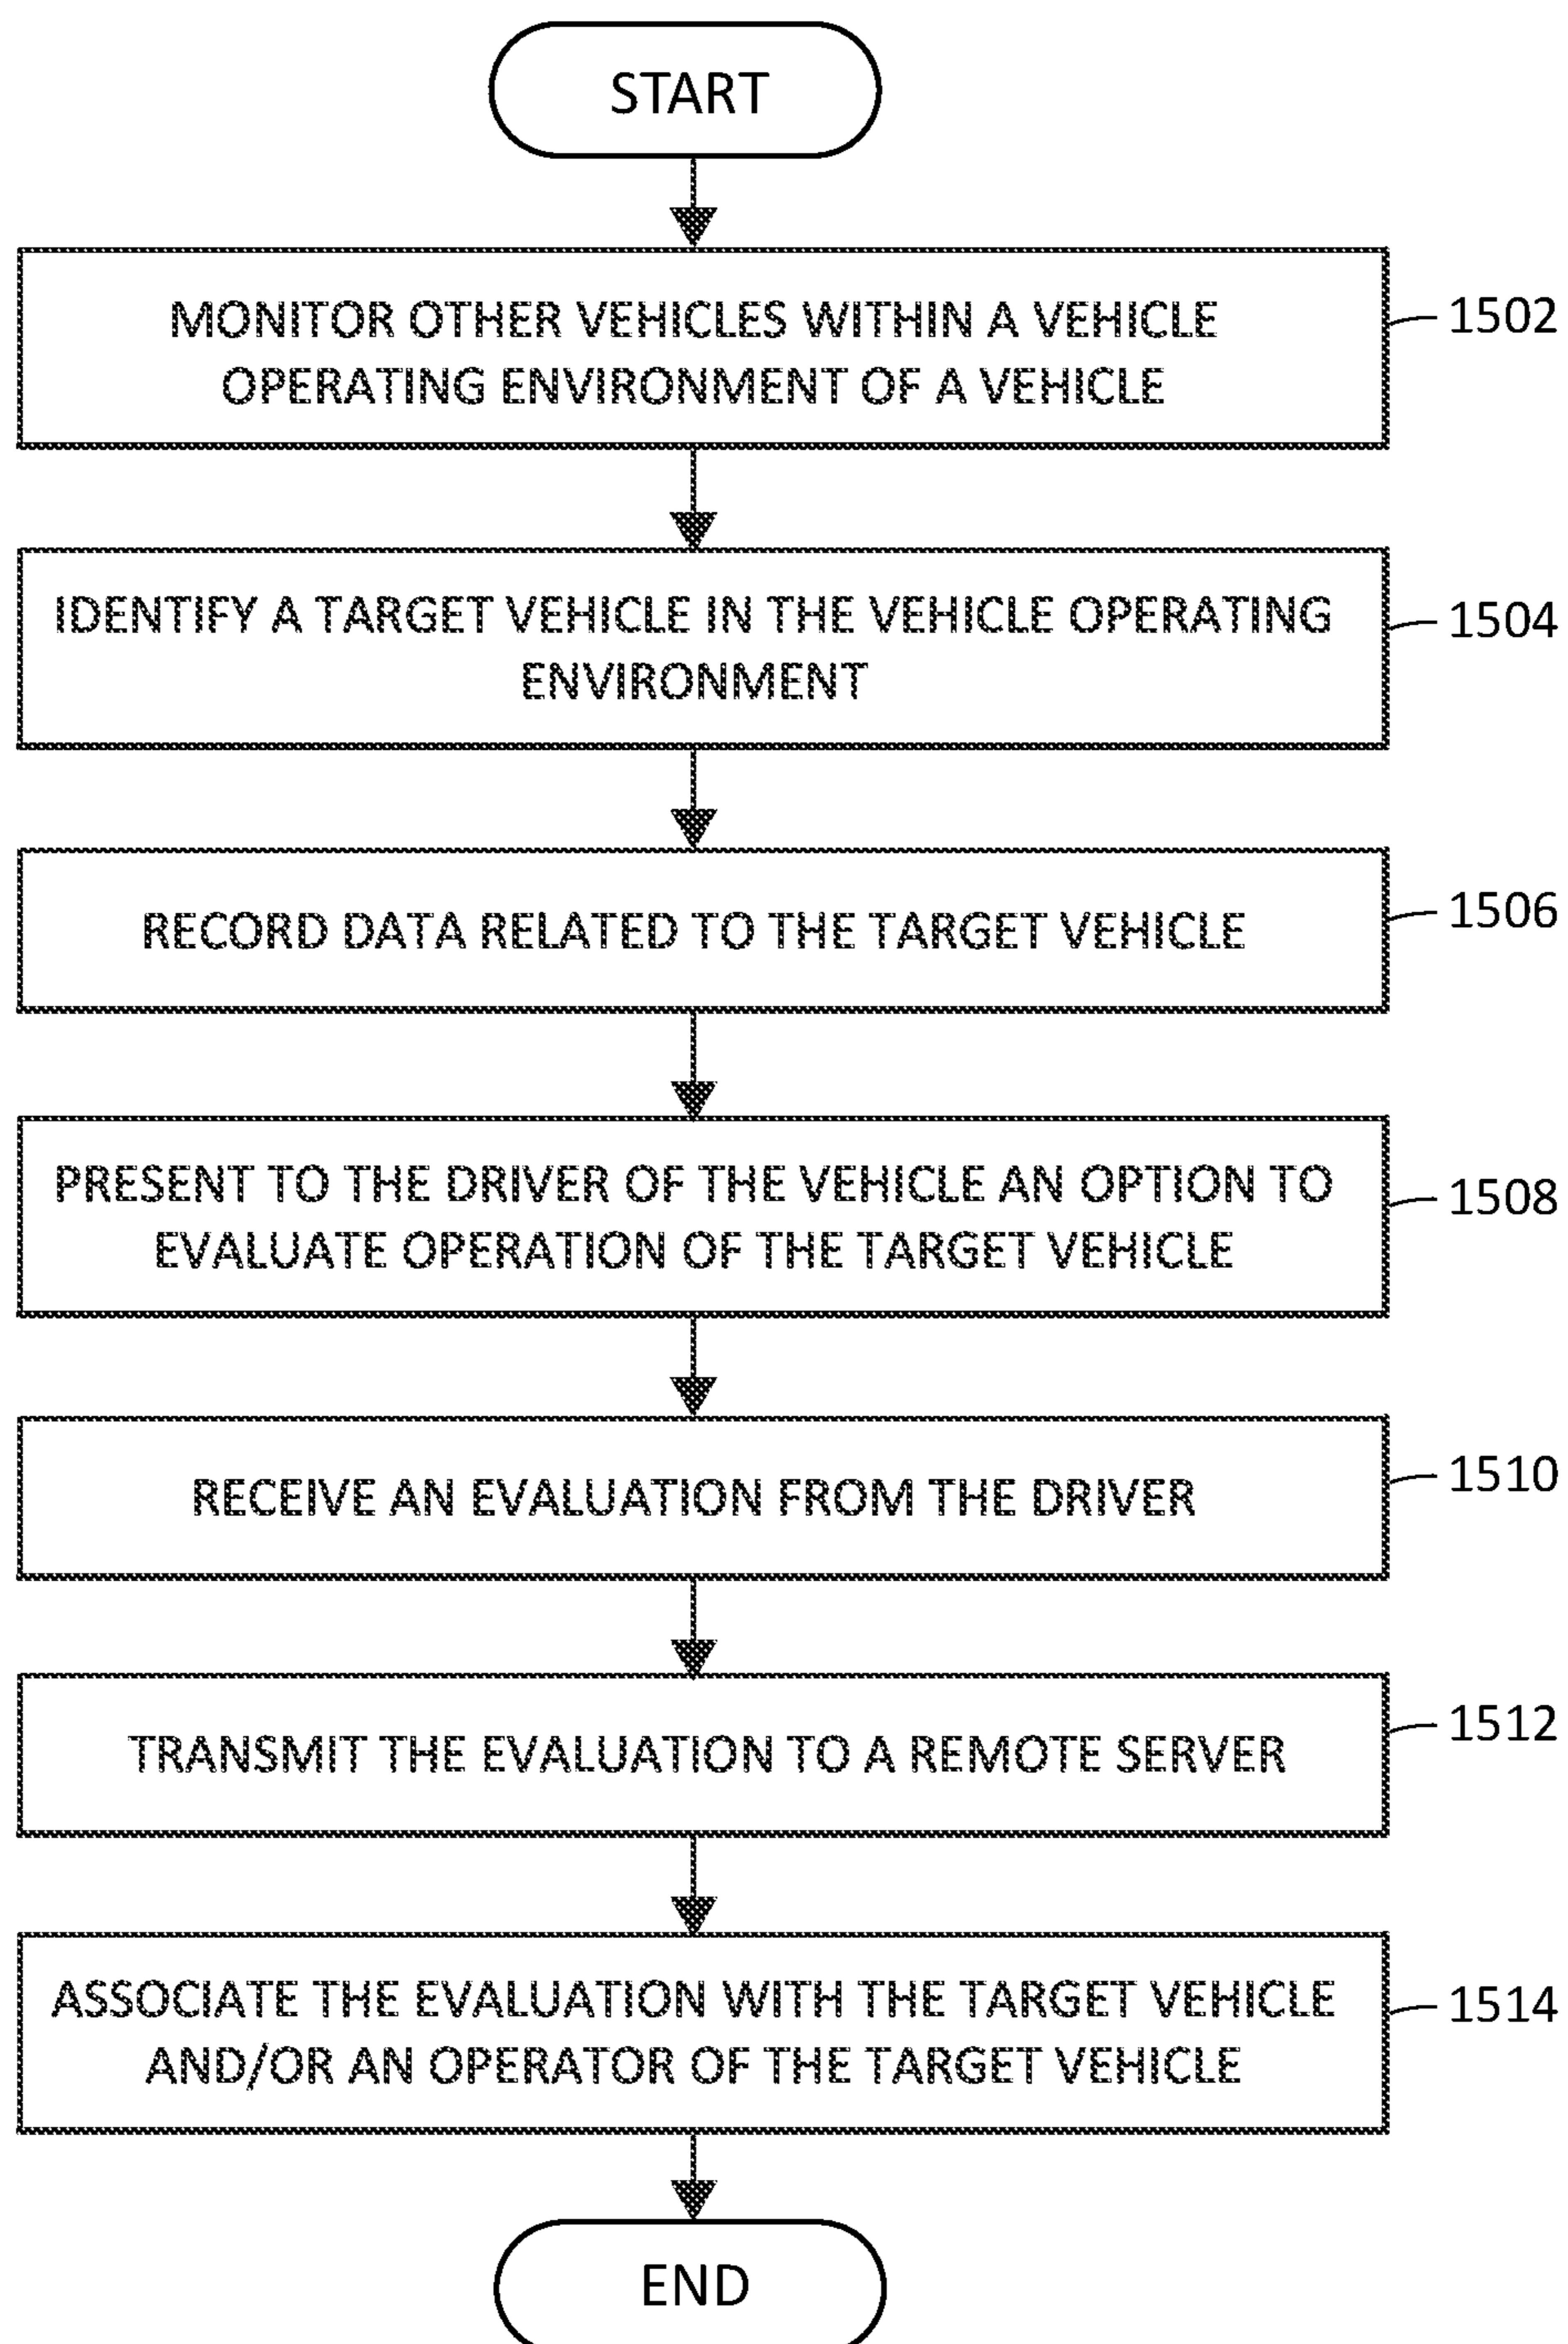 START
MONITOR OTHER VEHICLES WITHIN A VEHICLE
OPERATING ENVIRONMENT OF A VEHICLE
1502
IDENTIFY A TARGET VEHICLE IN THE VEHICLE OPERATING
ENVIRONMENT
1504
RECORD DATA RELATED TO THE TARGET VEHICLE
1506
PRESENT TO THE DRIVER OF THE VEHICLE AN OPTION TO
EVALUATE OPERATION OF THE TARGET VEHICLE
1508
RECEIVE AN EVALUATION FROM THE DRIVER
1510
TRANSMIT THE EVALUATION TO A REMOTE SERVER
1512
ASSOCIATE THE EVALUATION WITH THE TARGET VEHICLE
AND/OR AN OPERATOR OF THE TARGET VEHICLE
1514
END